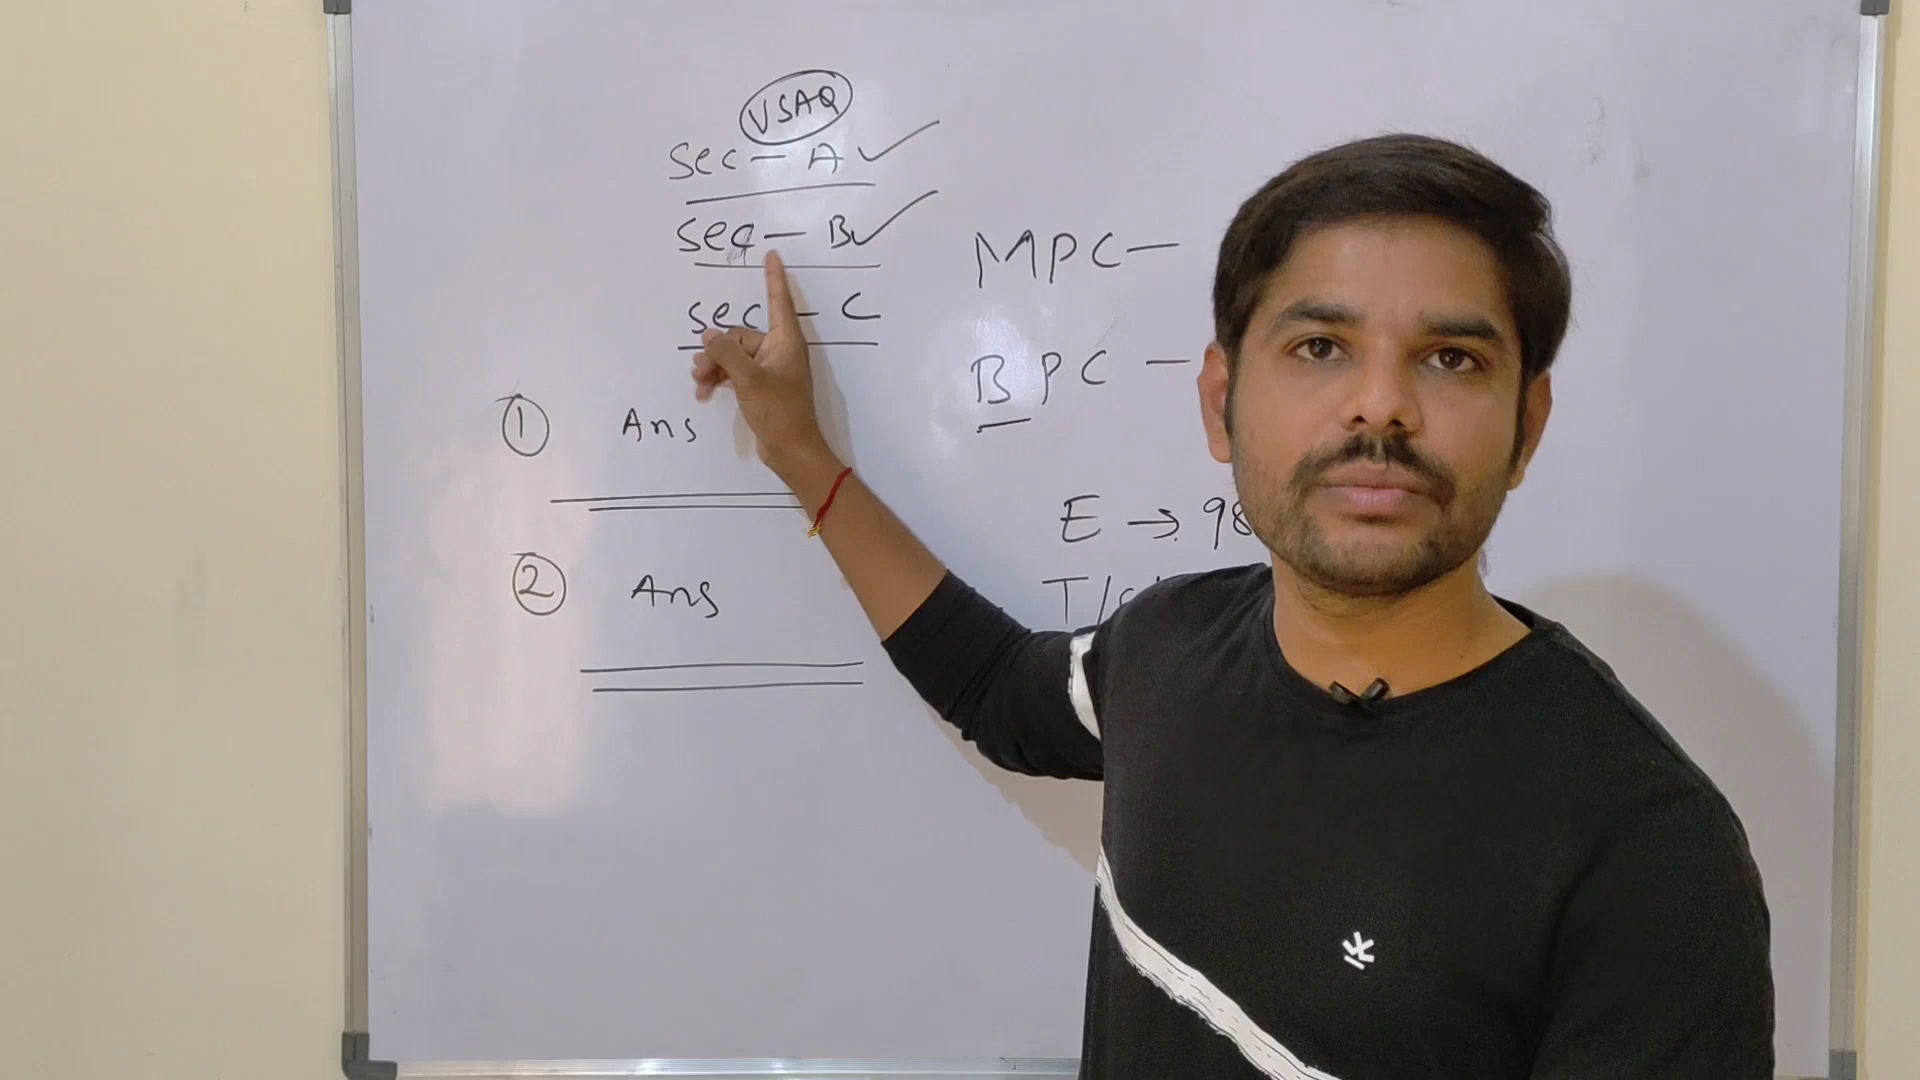 VSAQ
sec - A ✓
sec - B ✓
sec - C
MPC -
BPC -
① Ans
E → 98
② Ans
T/